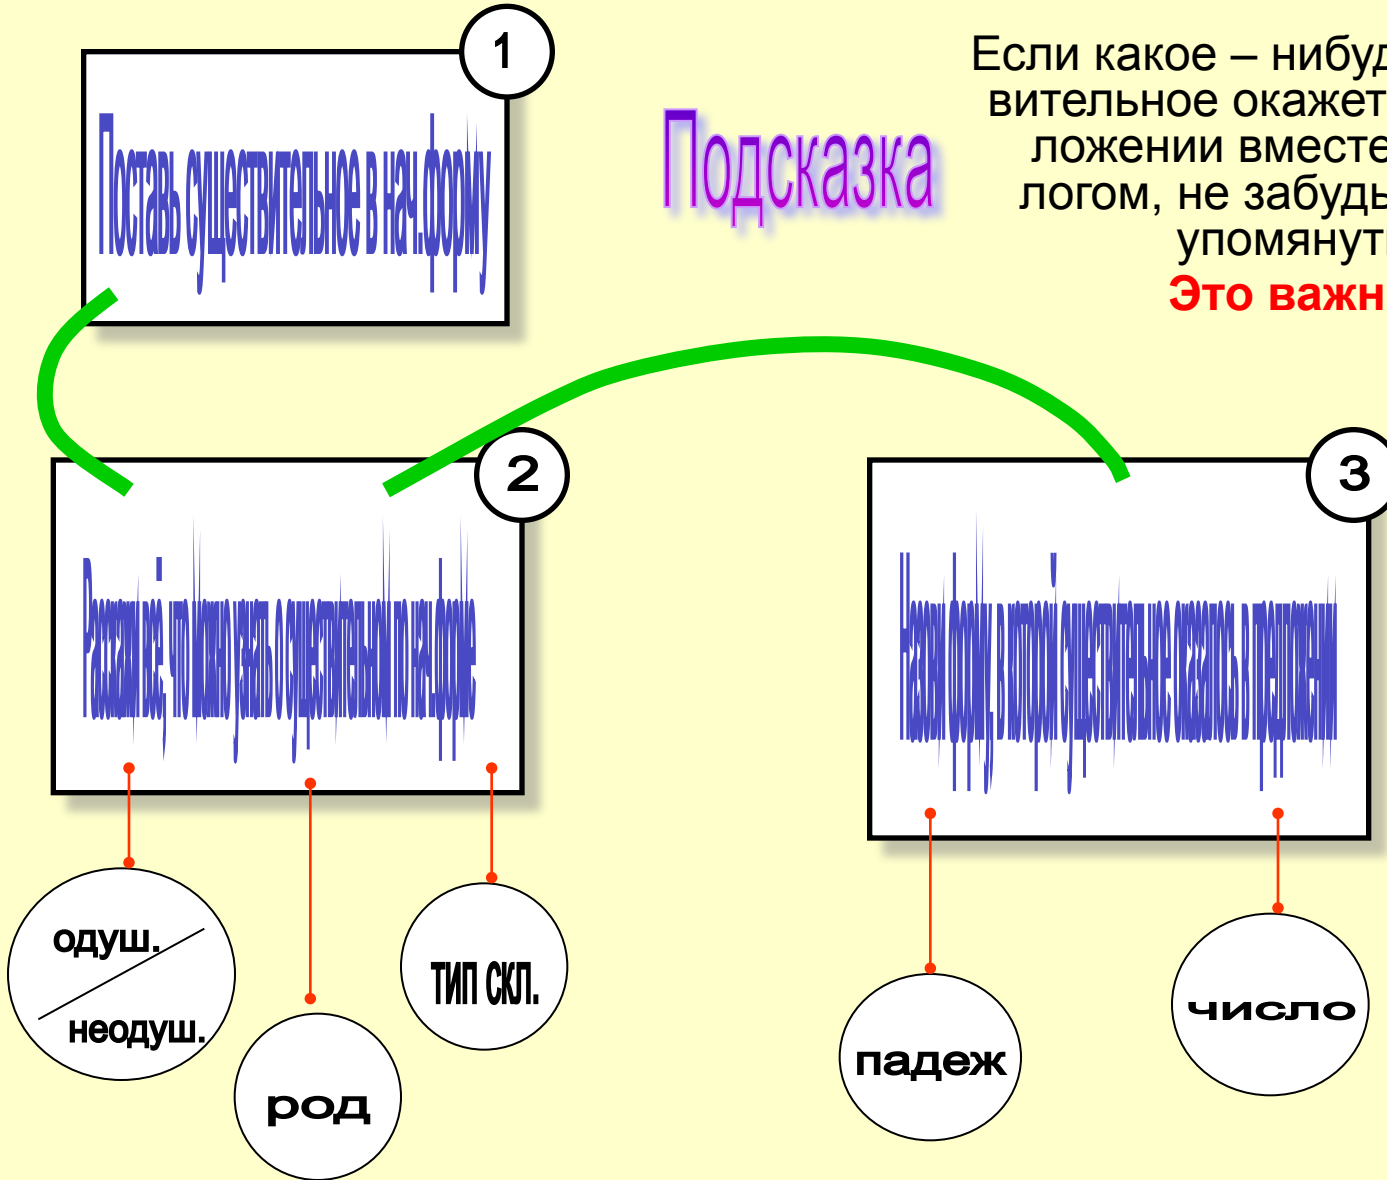 1
Поставь существительное в нач.форму
Подсказка
Если какое – нибуд
вительное окажет
ложении вместе
логом, не забудь
упомянут
Это важн
2
Расскажи всё, что можно узнать о существительном по нач.форме
3
Назови форму, в которой существительное оказалось в предложении
одуш.
неодуш.
род
тип скл.
падеж
число